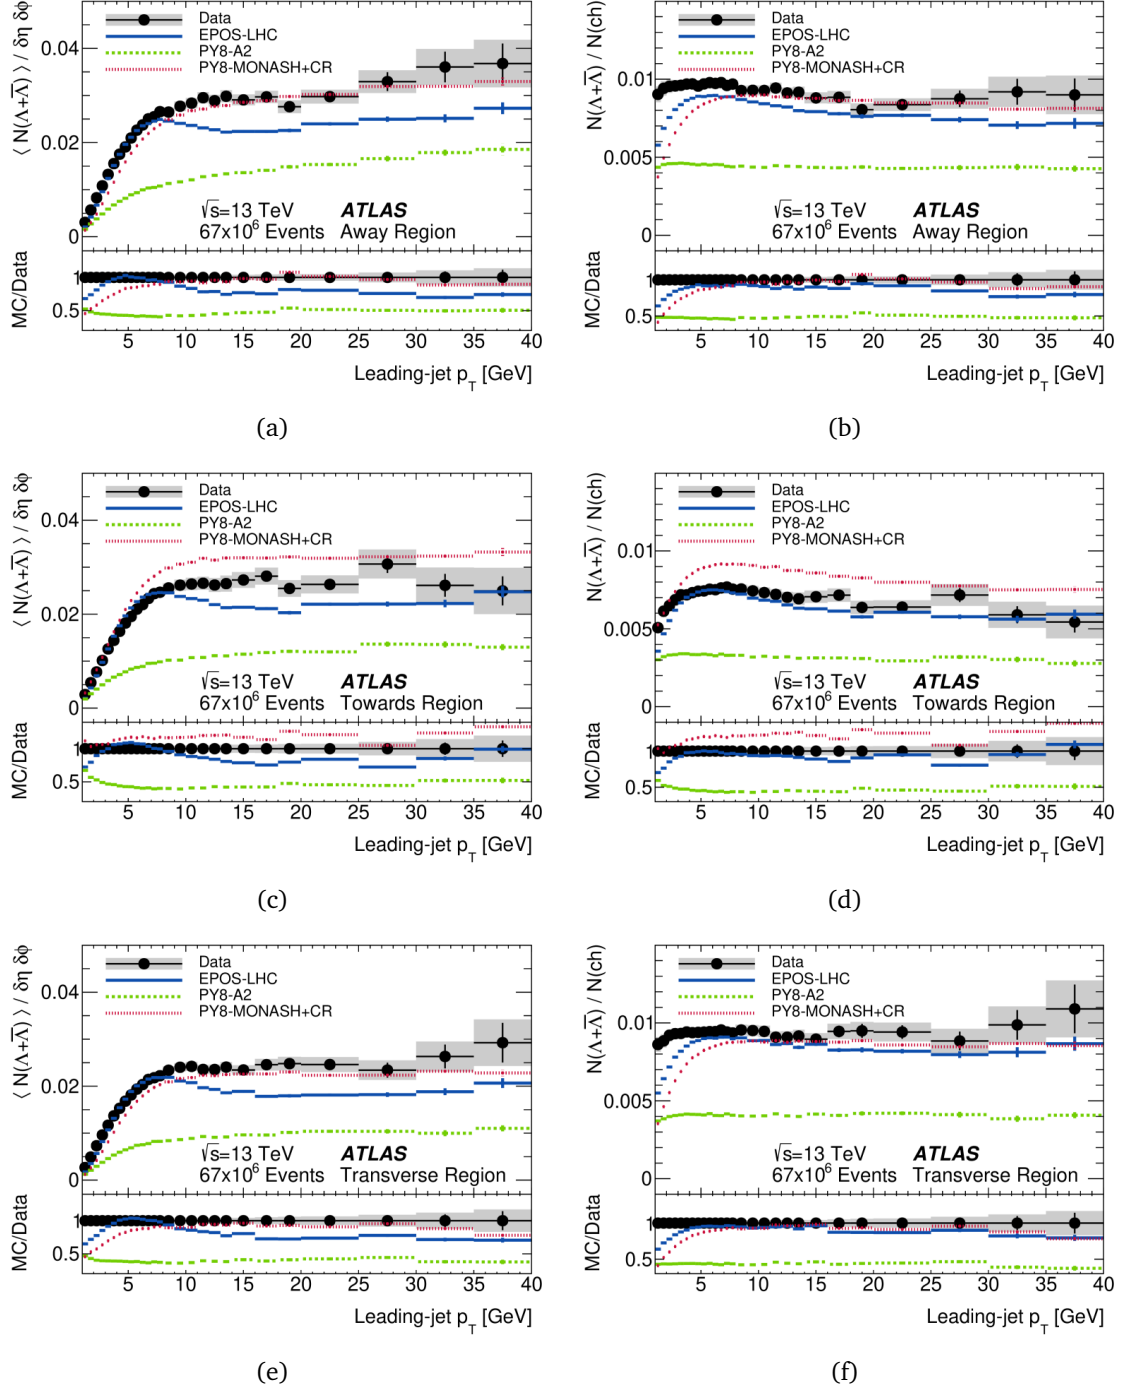 ⟨ N(Λ+Λ̅) ⟩ / δη δφ
0.04
0.02
0
Data
EPOS-LHC
PY8-A2
PY8-MONASH+CR
√s=13 TeV ATLAS
67x10⁶ Events Away Region
MC/Data
1
0.5
5 10 15 20 25 30 35 40
Leading-jet p_T [GeV]
(a)
N(Λ+Λ̅) / N(ch)
0.01
0.005
0
Data
EPOS-LHC
PY8-A2
PY8-MONASH+CR
√s=13 TeV ATLAS
67x10⁶ Events Away Region
MC/Data
1
0.5
5 10 15 20 25 30 35 40
Leading-jet p_T [GeV]
(b)
⟨ N(Λ+Λ̅) ⟩ / δη δφ
0.04
0.02
0
Data
EPOS-LHC
PY8-A2
PY8-MONASH+CR
√s=13 TeV ATLAS
67x10⁶ Events Towards Region
MC/Data
1
0.5
5 10 15 20 25 30 35 40
Leading-jet p_T [GeV]
(c)
N(Λ+Λ̅) / N(ch)
0.01
0.005
0
Data
EPOS-LHC
PY8-A2
PY8-MONASH+CR
√s=13 TeV ATLAS
67x10⁶ Events Towards Region
MC/Data
1
0.5
5 10 15 20 25 30 35 40
Leading-jet p_T [GeV]
(d)
⟨ N(Λ+Λ̅) ⟩ / δη δφ
0.04
0.02
0
Data
EPOS-LHC
PY8-A2
PY8-MONASH+CR
√s=13 TeV ATLAS
67x10⁶ Events Transverse Region
MC/Data
1
0.5
5 10 15 20 25 30 35 40
Leading-jet p_T [GeV]
(e)
N(Λ+Λ̅) / N(ch)
0.01
0.005
0
Data
EPOS-LHC
PY8-A2
PY8-MONASH+CR
√s=13 TeV ATLAS
67x10⁶ Events Transverse Region
MC/Data
1
0.5
5 10 15 20 25 30 35 40
Leading-jet p_T [GeV]
(f)